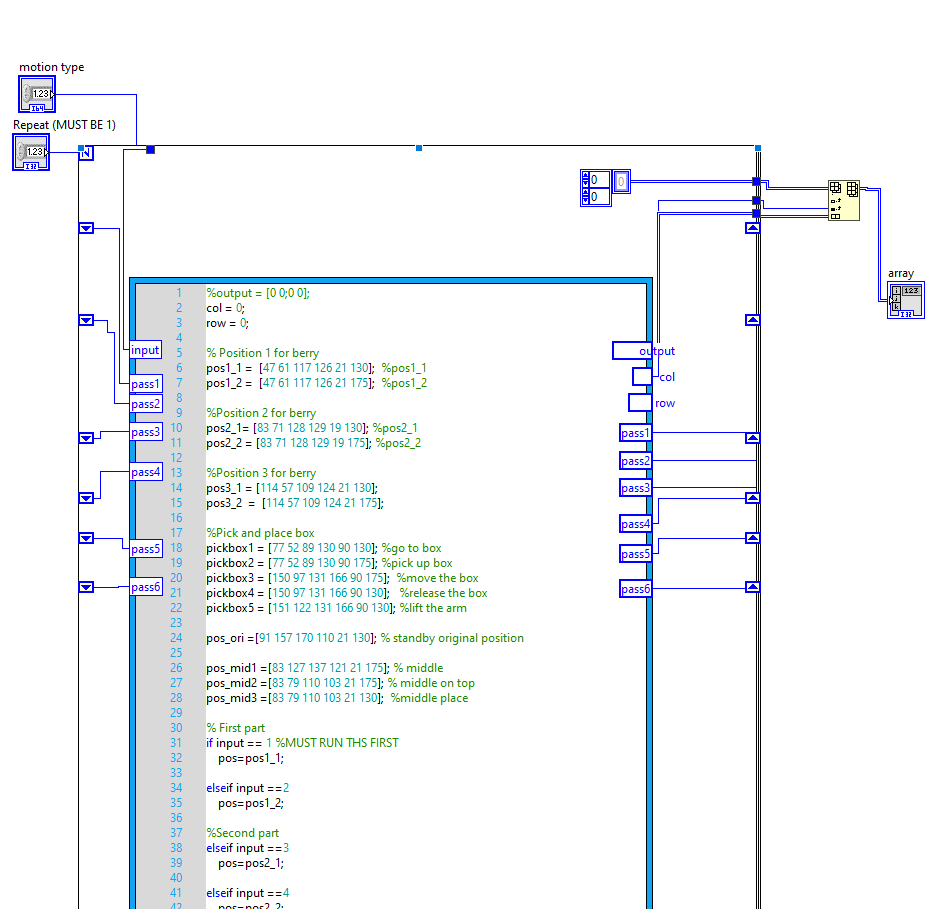 motion type
1.23
I64
Repeat (MUST BE 1)
1.23
I32
N
0
0
0
array
123
I32
1 %output = [0 0;0 0];
2 col = 0;
3 row = 0;
4
5 % Position 1 for berry
6 pos1_1 = [47 61 117 126 21 130]; %pos1_1
7 pos1_2 = [47 61 117 126 21 175]; %pos1_2
8
9 %Position 2 for berry
10 pos2_1= [83 71 128 129 19 130]; %pos2_1
11 pos2_2 = [83 71 128 129 19 175]; %pos2_2
12
13 %Position 3 for berry
14 pos3_1 = [114 57 109 124 21 130];
15 pos3_2 = [114 57 109 124 21 175];
16
17 %Pick and place box
18 pickbox1 = [77 52 89 130 90 130]; %go to box
19 pickbox2 = [77 52 89 130 90 175]; %pick up box
20 pickbox3 = [150 97 131 166 90 175]; %move the box
21 pickbox4 = [150 97 131 166 90 130]; %release the box
22 pickbox5 = [151 122 131 166 90 130]; %lift the arm
23
24 pos_ori =[91 157 170 110 21 130]; % standby original position
25
26 pos_mid1 =[83 127 137 121 21 175]; % middle
27 pos_mid2 =[83 79 110 103 21 175]; % middle on top
28 pos_mid3 =[83 79 110 103 21 130]; %middle place
29
30 % First part
31 if input == 1 %MUST RUN THS FIRST
32 pos=pos1_1;
33
34 elseif input ==2
35 pos=pos1_2;
36
37 %Second part
38 elseif input ==3
39 pos=pos2_1;
40
41 elseif input ==4
42 pos=pos2_2;
input
pass1
pass2
pass3
pass4
pass5
pass6
output
col
row
pass1
pass2
pass3
pass4
pass5
pass6